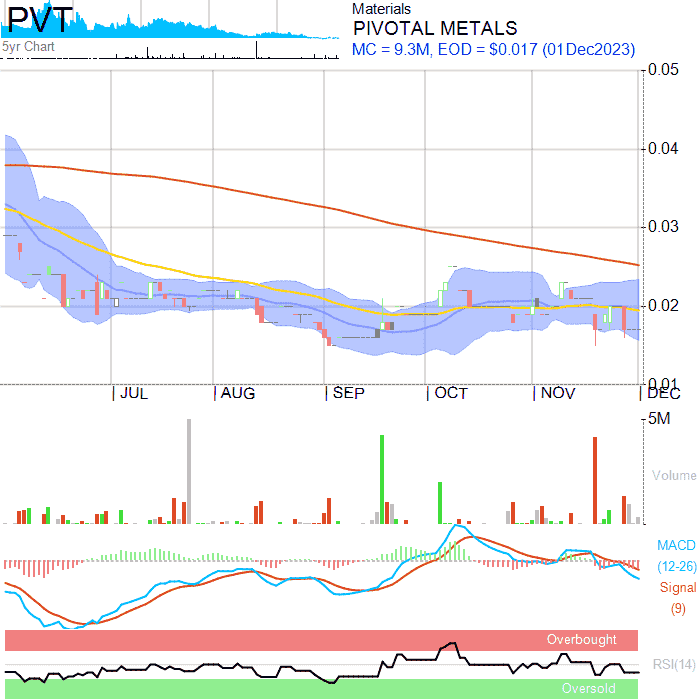 PVT
5yr Chart
Materials
PIVOTAL METALS
MC = 9.3M, EOD = $0.017 (01Dec2023)
0.05
0.04
0.03
0.02
0.01
JUL AUG SEP OCT NOV DEC
5M
Volume
MACD
(12-26)
Signal
(9)
Overbought
RSI(14)
Oversold